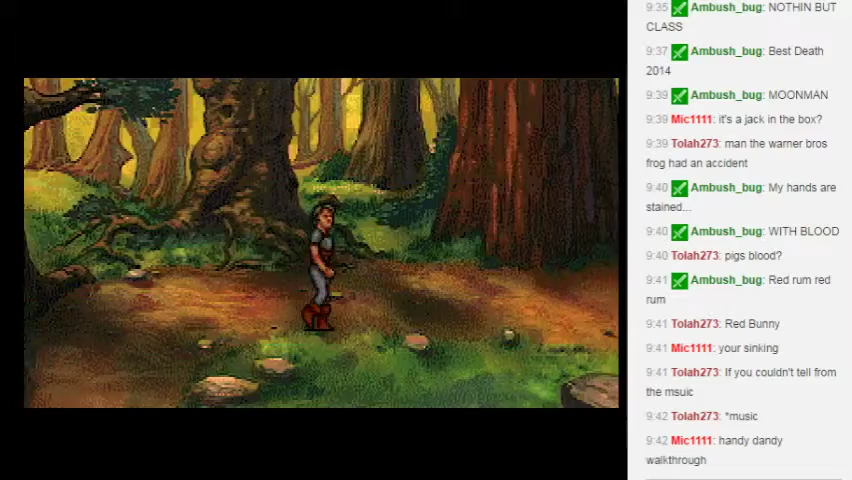 9:35 Ambush_bug: NOTHIN BUT
CLASS
9:37 Ambush_bug: Best Death
2014
9:39 Ambush_bug: MOONMAN
9:39 Mic1111: it's a jack in the box?
9:39 Tolah273: man the warner bros
frog had an accident
9:40 Ambush_bug: My hands are
stained...
9:40 Ambush_bug: WITH BLOOD
9:40 Tolah273: pigs blood?
9:41 Ambush_bug: Red rum red
rum
9:41 Tolah273: Red Bunny
9:41 Mic1111: your sinking
9:41 Tolah273: If you couldn't tell from
the msuic
9:42 Tolah273: *music
9:42 Mic1111: handy dandy
walkthrough